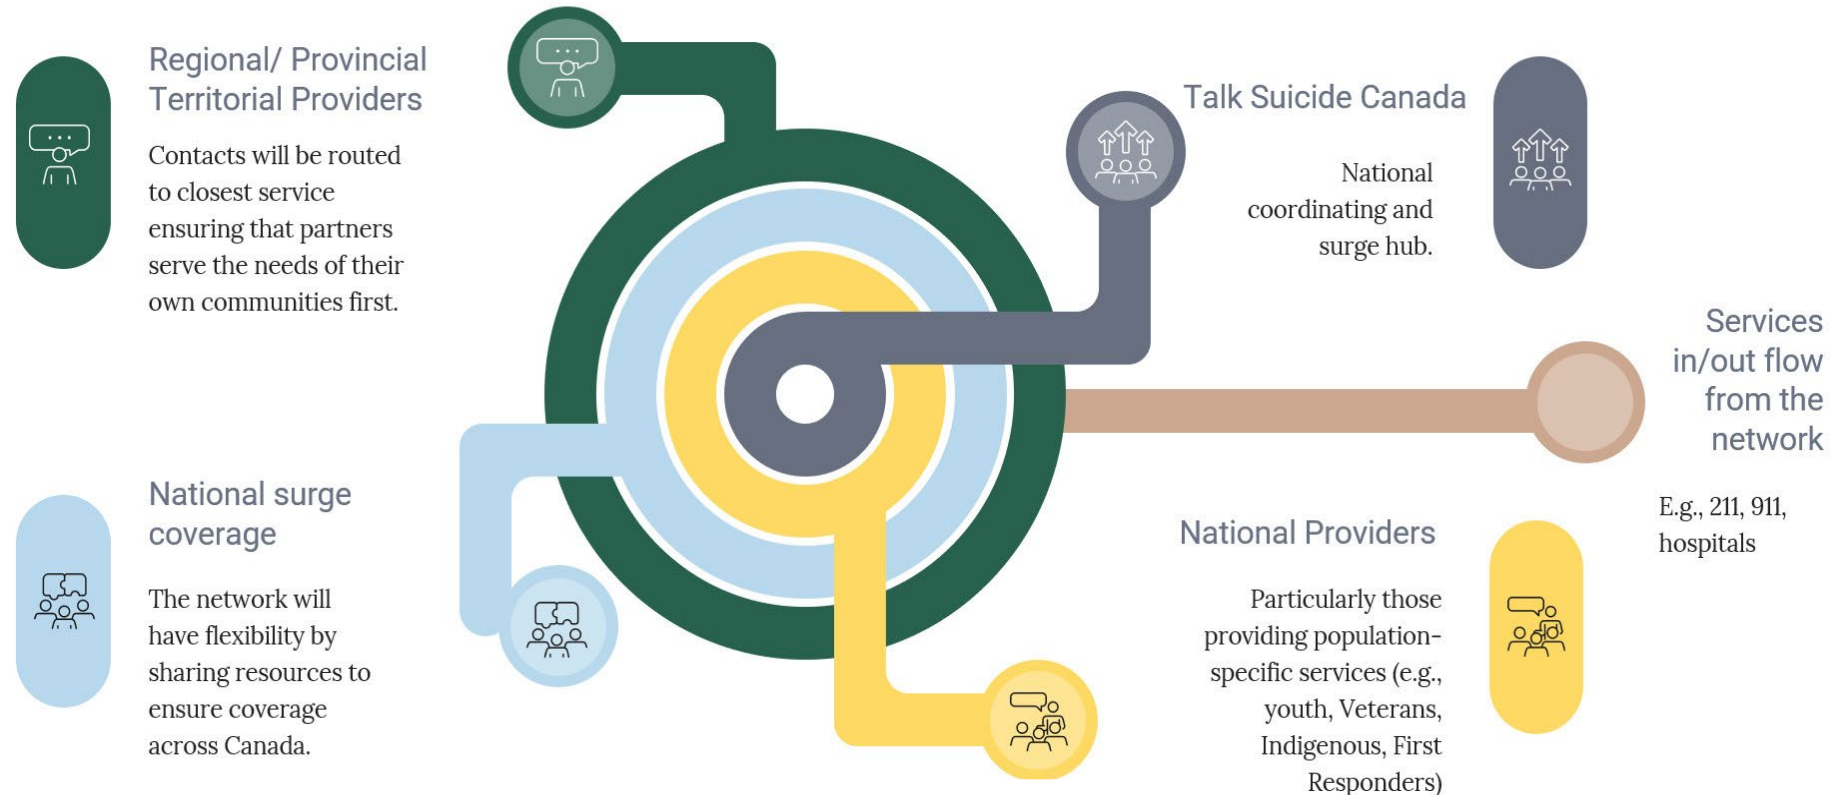 Regional/ Provincial
Territorial Providers
Contacts will be routed
to closest service
ensuring that partners
serve the needs of their
own communities first.
National surge
coverage
The network will
have flexibility by
sharing resources to
ensure coverage
across Canada.
Talk Suicide Canada
National
coordinating and
surge hub.
Services
in/out flow
from the
network
E.g., 211, 911,
hospitals
National Providers
Particularly those
providing population-
specific services (e.g.,
youth, Veterans,
Indigenous, First
Responders)